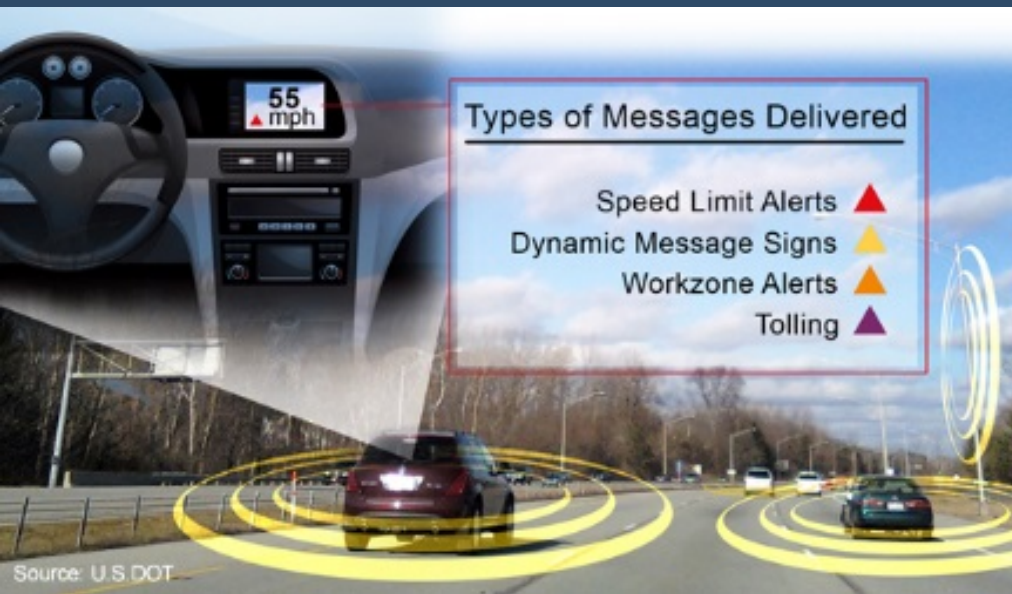 55
mph
Types of Messages Delivered
Speed Limit Alerts
Dynamic Message Signs
Workzone Alerts
Tolling
Source: U.S.DOT